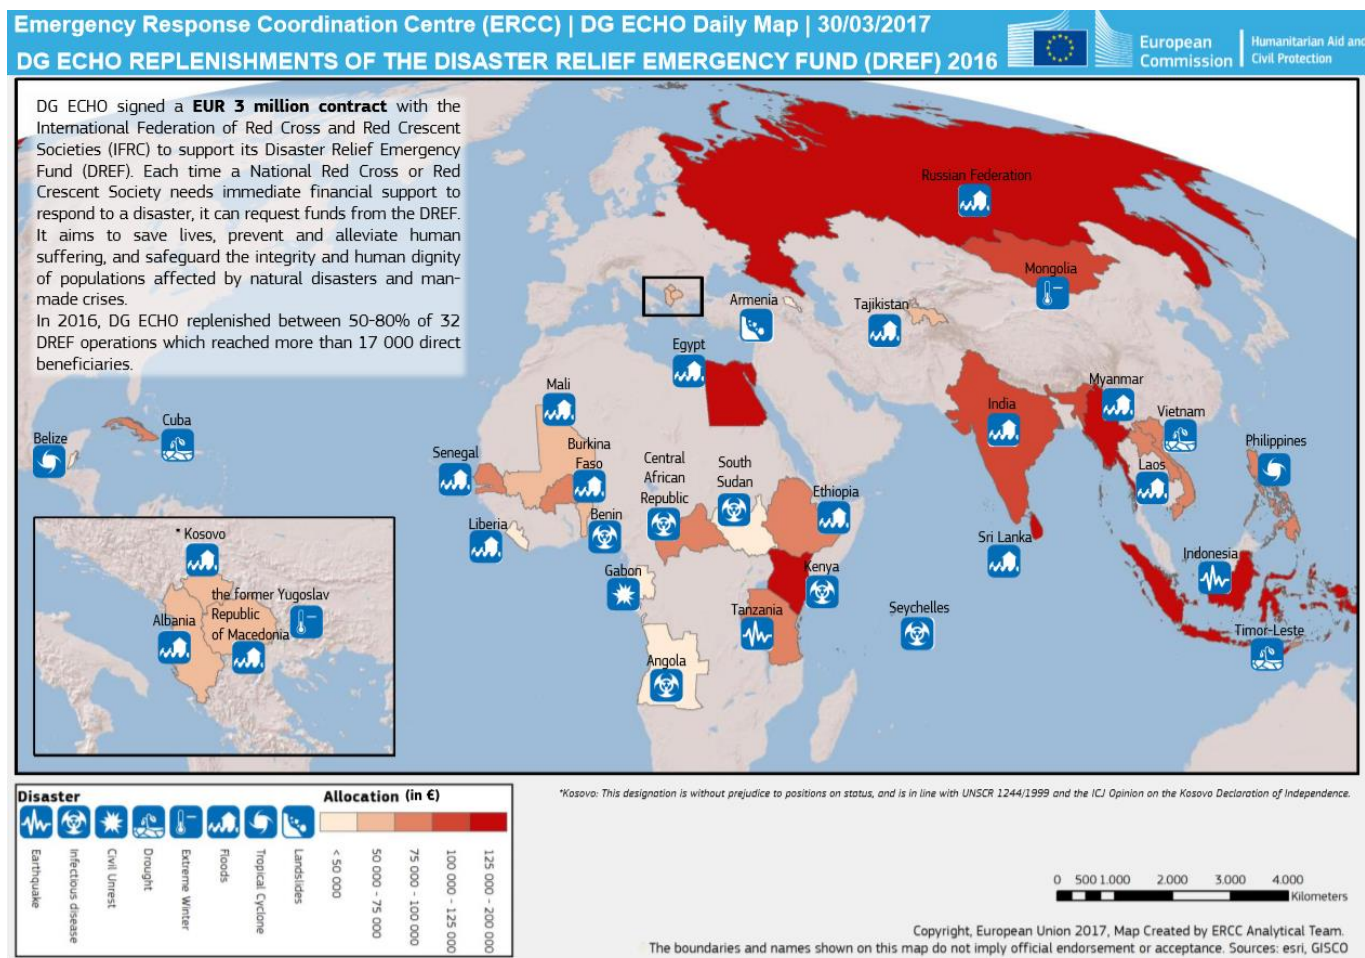 Emergency Response Coordination Centre (ERCC) | DG ECHO Daily Map | 30/03/2017
DG ECHO REPLENISHMENTS OF THE DISASTER RELIEF EMERGENCY FUND (DREF) 2016
European
Commission
Humanitarian Aid and
Civil Protection
DG ECHO signed a EUR 3 million contract with the
International Federation of Red Cross and Red Crescent
Societies (IFRC) to support its Disaster Relief Emergency
Fund (DREF). Each time a National Red Cross or Red
Crescent Society needs immediate financial support to
respond to a disaster, it can request funds from the DREF.
It aims to save lives, prevent and alleviate human
suffering, and safeguard the integrity and human dignity
of populations affected by natural disasters and man-
made crises.
In 2016, DG ECHO replenished between 50-80% of 32
DREF operations which reached more than 17 000 direct
beneficiaries.
Russian Federation
Mongolia
Armenia
Tajikistan
Egypt
Mali
Myanmar
India
Vietnam
Cuba
Belize
Burkina
Faso
Senegal
Central
African
Republic
South
Sudan
Philippines
Laos
Ethiopia
Benin
Liberia
Sri Lanka
Indonesia
Gabon
Kenya
Tanzania
Seychelles
Timor-Leste
Angola
* Kosovo
the former Yugoslav
Republic
of Macedonia
Albania
Disaster
Earthquake
Infectious disease
Civil Unrest
Drought
Extreme Winter
Floods
Tropical Cyclone
Landslides
Allocation (in €)
< 50 000
50 000 - 75 000
75 000 - 100 000
100 000 - 125 000
125 000 - 200 000
*Kosovo: This designation is without prejudice to positions on status, and is in line with UNSCR 1244/1999 and the ICJ Opinion on the Kosovo Declaration of Independence.
0 500 1.000 2.000 3.000 4.000
Kilometers
Copyright, European Union 2017, Map Created by ERCC Analytical Team.
The boundaries and names shown on this map do not imply official endorsement or acceptance. Sources: esri, GISCO